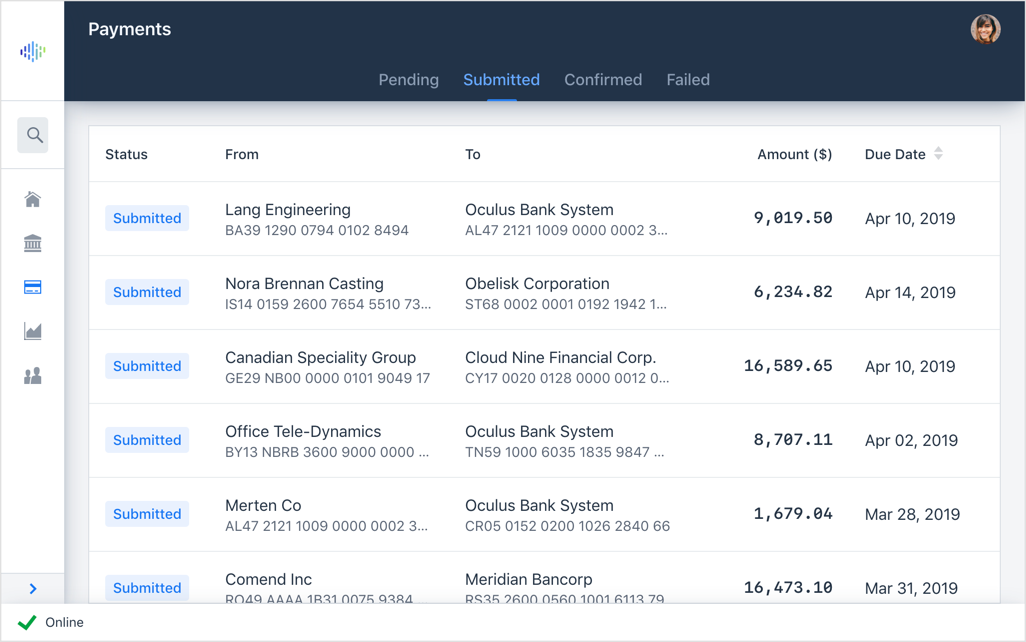 Payments
Pending Submitted Confirmed Failed
Status From To Amount ($) Due Date
Submitted Lang Engineering Oculus Bank System 9,019.50 Apr 10, 2019
BA39 1290 0794 0102 8494 AL47 2121 1009 0000 0002 3...
Submitted Nora Brennan Casting Obelisk Corporation 6,234.82 Apr 14, 2019
IS14 0159 2600 7654 5510 73... ST68 0002 0001 0192 1942 1...
Submitted Canadian Speciality Group Cloud Nine Financial Corp. 16,589.65 Apr 10, 2019
GE29 NB00 0000 0101 9049 17 CY17 0020 0128 0000 0012 0...
Submitted Office Tele-Dynamics Oculus Bank System 8,707.11 Apr 02, 2019
BY13 NBRB 3600 9000 0000 ... TN59 1000 6035 1835 9847 ...
Submitted Merten Co Oculus Bank System 1,679.04 Mar 28, 2019
AL47 2121 1009 0000 0002 3... CR05 0152 0200 1026 2840 66
Submitted Comend Inc Meridian Bancorp 16,473.10 Mar 31, 2019
RO49 AAAA 1B31 0075 9384 RS35 2600 0560 1001 6113 79
Online